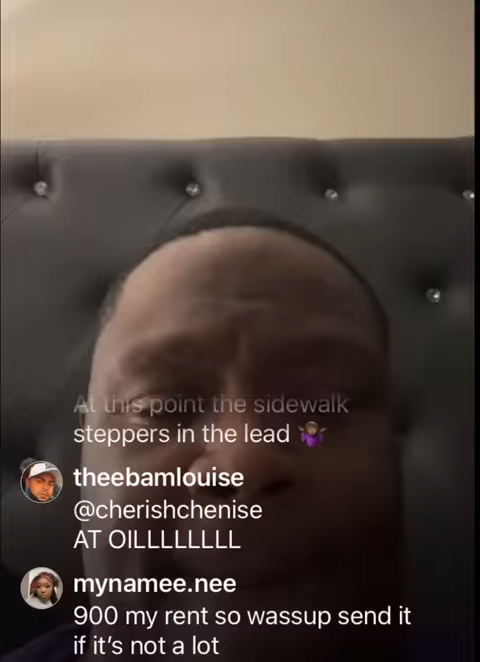 At this point the sidewalk
steppers in the lead 🤷🏾‍♀️
theebamlouise
@cherishchenise
AT OILLLLLLLL
mynamee.nee
900 my rent so wassup send it
if it’s not a lot